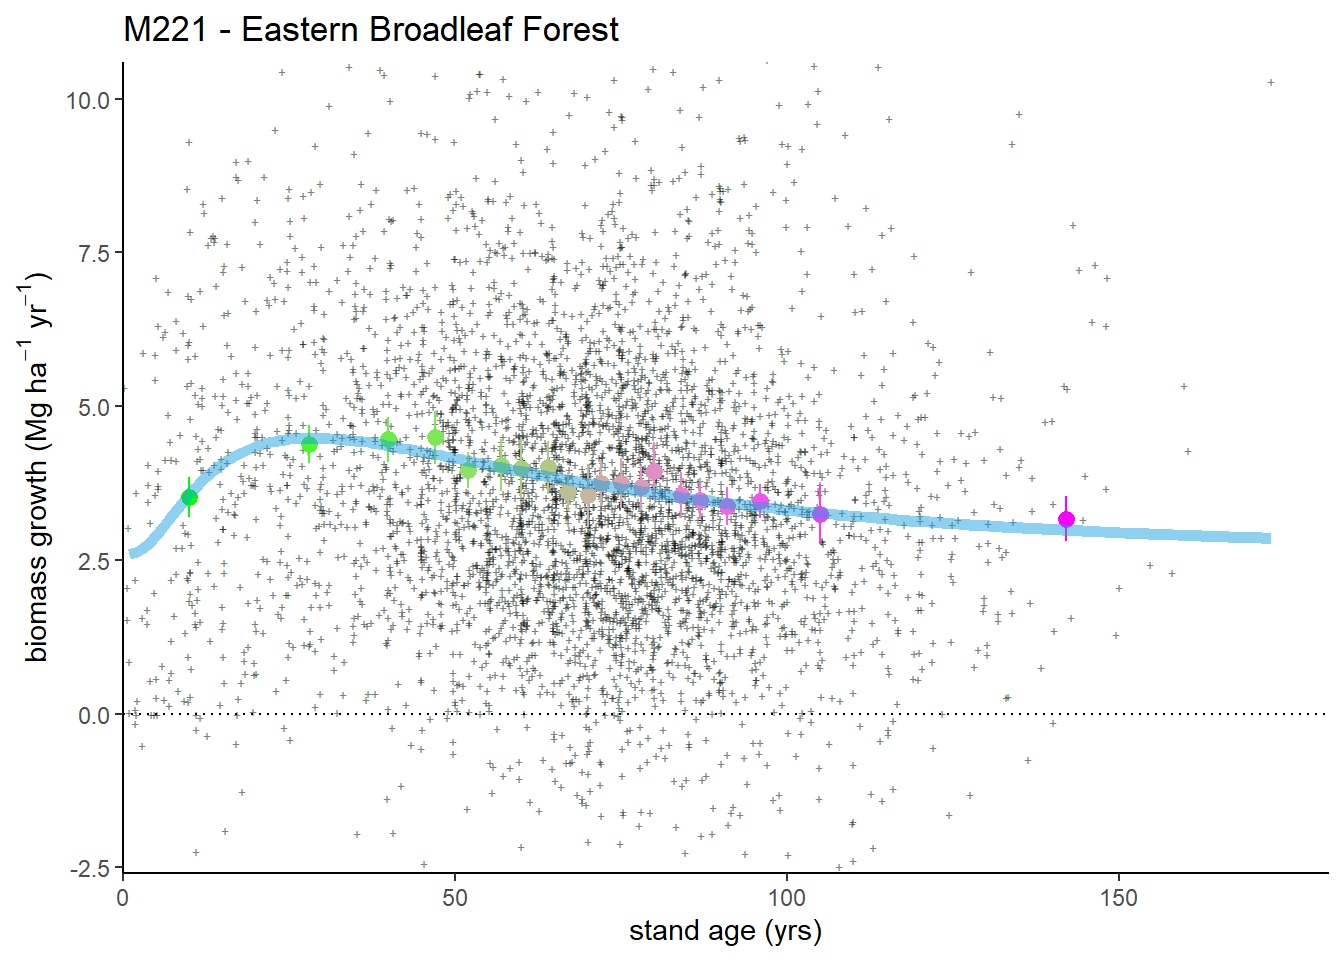 M221 - Eastern Broadleaf Forest
10.0
7.5
5.0
2.5
0.0
-2.5
biomass growth (Mg ha⁻¹ yr⁻¹)
0 50 100 150
stand age (yrs)